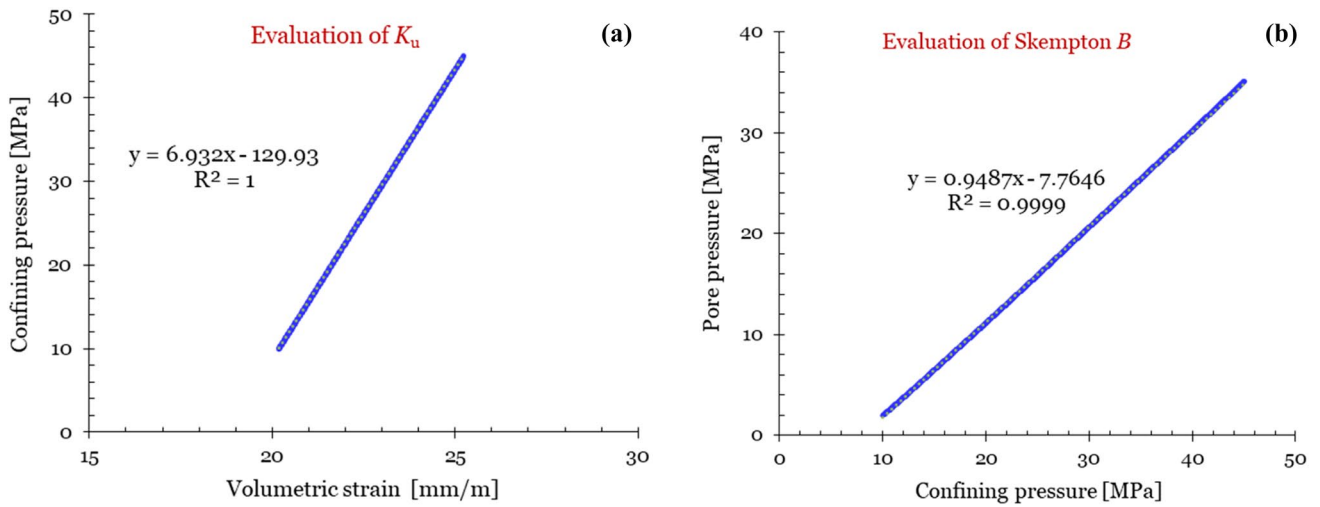 Evaluation of Ku
(a)
50
40
30
20
10
0
y = 6.932x - 129.93
R² = 1
15
20
25
30
Confining pressure [MPa]
Volumetric strain [mm/m]
Evaluation of Skempton B
(b)
40
30
20
10
0
y = 0.9487x - 7.7646
R² = 0.9999
0
10
20
30
40
50
Pore pressure [MPa]
Confining pressure [MPa]